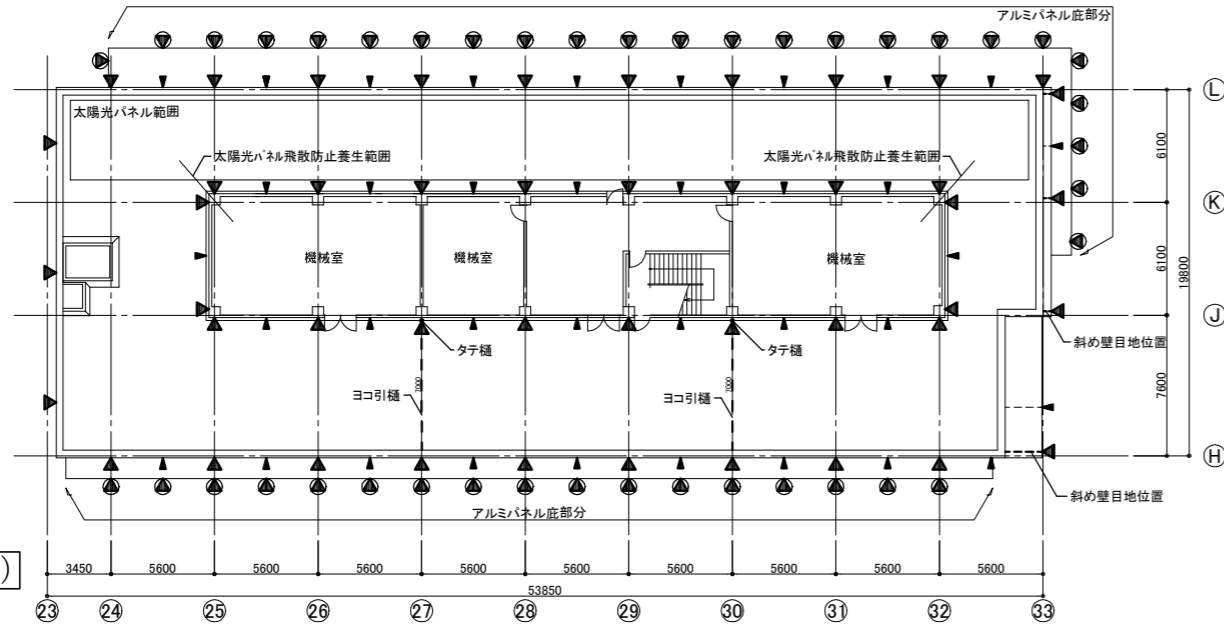 アルミパネル庇部分
太陽光パネル範囲
太陽光パネル飛散防止養生範囲
太陽光パネル飛散防止養生範囲
L
6100
K
機械室
機械室
機械室
6100
19800
J
タテ樋
タテ樋
斜め壁目地位置
ヨコ引樋
7000
ヨコ引樋
7000
7600
H
斜め壁目地位置
アルミパネル庇部分
)
3450 5600 5600 5600 5600 5600 5600 5600 5600 5600
53850
23 24 25 26 27 28 29 30 31 32 33